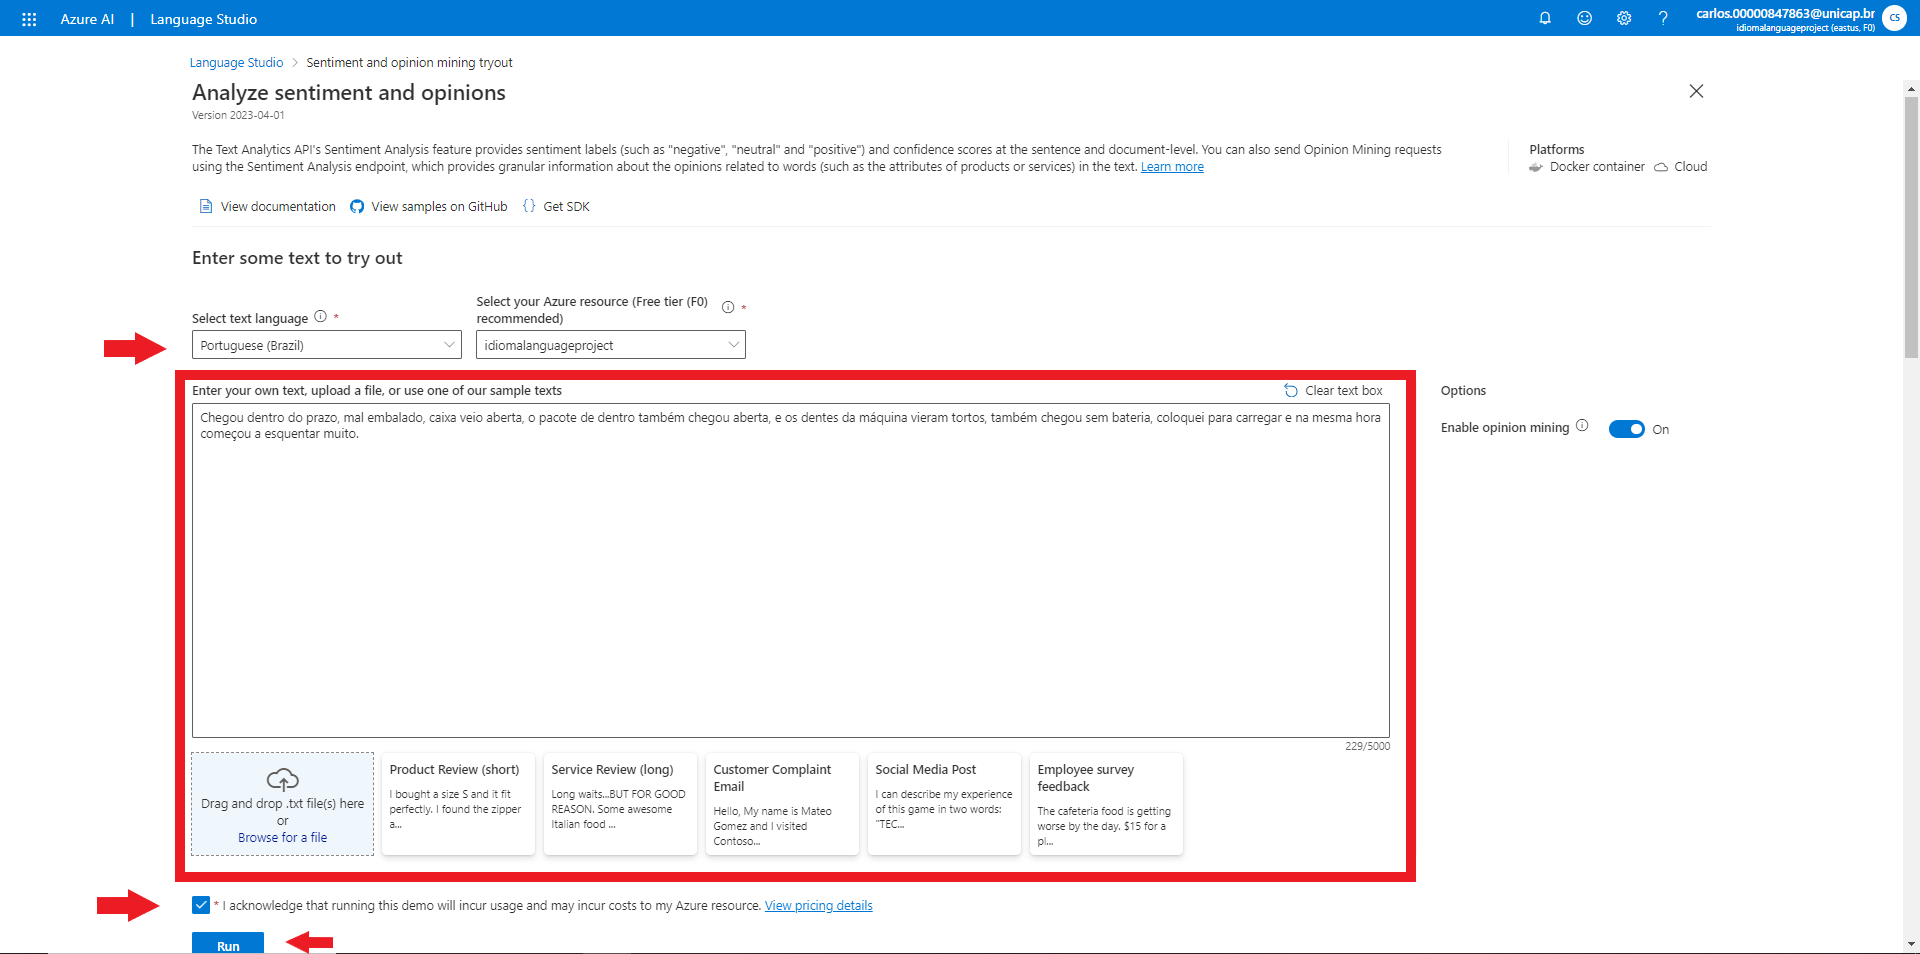 Azure AI | Language Studio
carlos.00000847863@unicap.br
idiomalanguageproject (eastus, F0)
CS
Language Studio > Sentiment and opinion mining tryout
Analyze sentiment and opinions
Version 2023-04-01
The Text Analytics API's Sentiment Analysis feature provides sentiment labels (such as "negative", "neutral" and "positive") and confidence scores at the sentence and document-level. You can also send Opinion Mining requests
using the Sentiment Analysis endpoint, which provides granular information about the opinions related to words (such as the attributes of products or services) in the text. Learn more
Platforms
Docker container Cloud
View documentation View samples on GitHub {} Get SDK
Enter some text to try out
Select text language *
Portuguese (Brazil)
Select your Azure resource (Free tier (F0)
recommended) *
idiomalanguageproject
Enter your own text, upload a file, or use one of our sample texts
Clear text box
Chegou dentro do prazo, mal embalado, caixa veio aberta, o pacote de dentro também chegou aberta, e os dentes da máquina vieram tortos, também chegou sem bateria, coloquei para carregar e na mesma hora
começou a esquentar muito.
229/5000
Options
Enable opinion mining On
Drag and drop .txt file(s) here
or
Browse for a file
Product Review (short)
I bought a size S and it fit
perfectly. I found the zipper
a...
Service Review (long)
Long waits...BUT FOR GOOD
REASON. Some awesome
Italian food ...
Customer Complaint
Email
Hello, My name is Mateo
Gomez and I visited
Contoso...
Social Media Post
I can describe my experience
of this game in two words:
"TEC...
Employee survey
feedback
The cafeteria food is getting
worse by the day. $15 for a
pl...
* I acknowledge that running this demo will incur usage and may incur costs to my Azure resource. View pricing details
Run